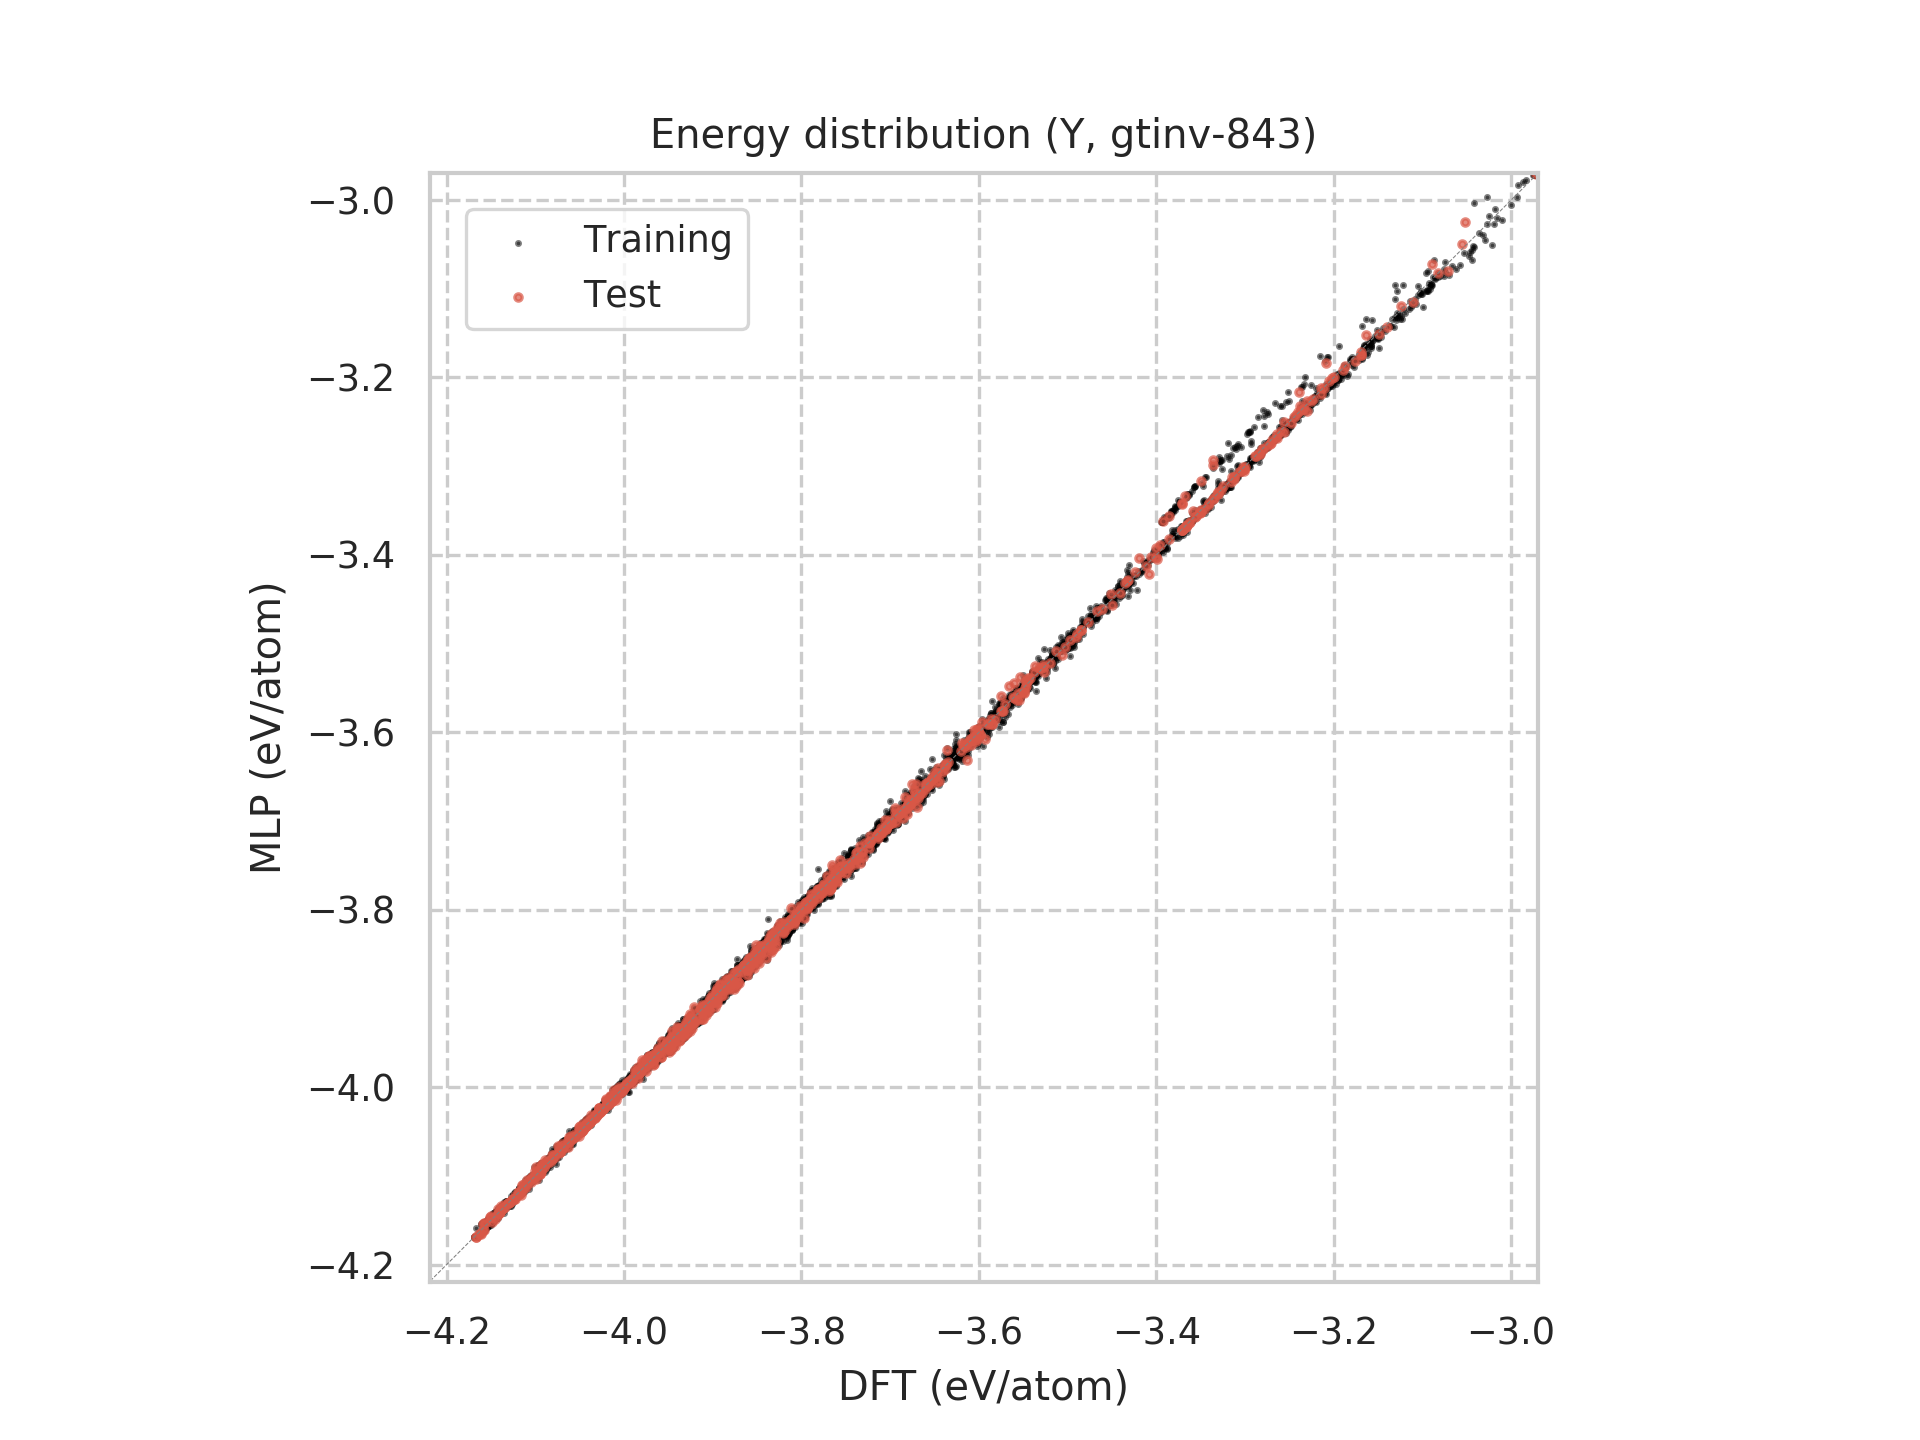 Energy distribution (Y, gtinv-843)
Training
Test
−3.0
−3.2
−3.4
−3.6
−3.8
−4.0
−4.2
MLP (eV/atom)
−4.2 −4.0 −3.8 −3.6 −3.4 −3.2 −3.0
DFT (eV/atom)